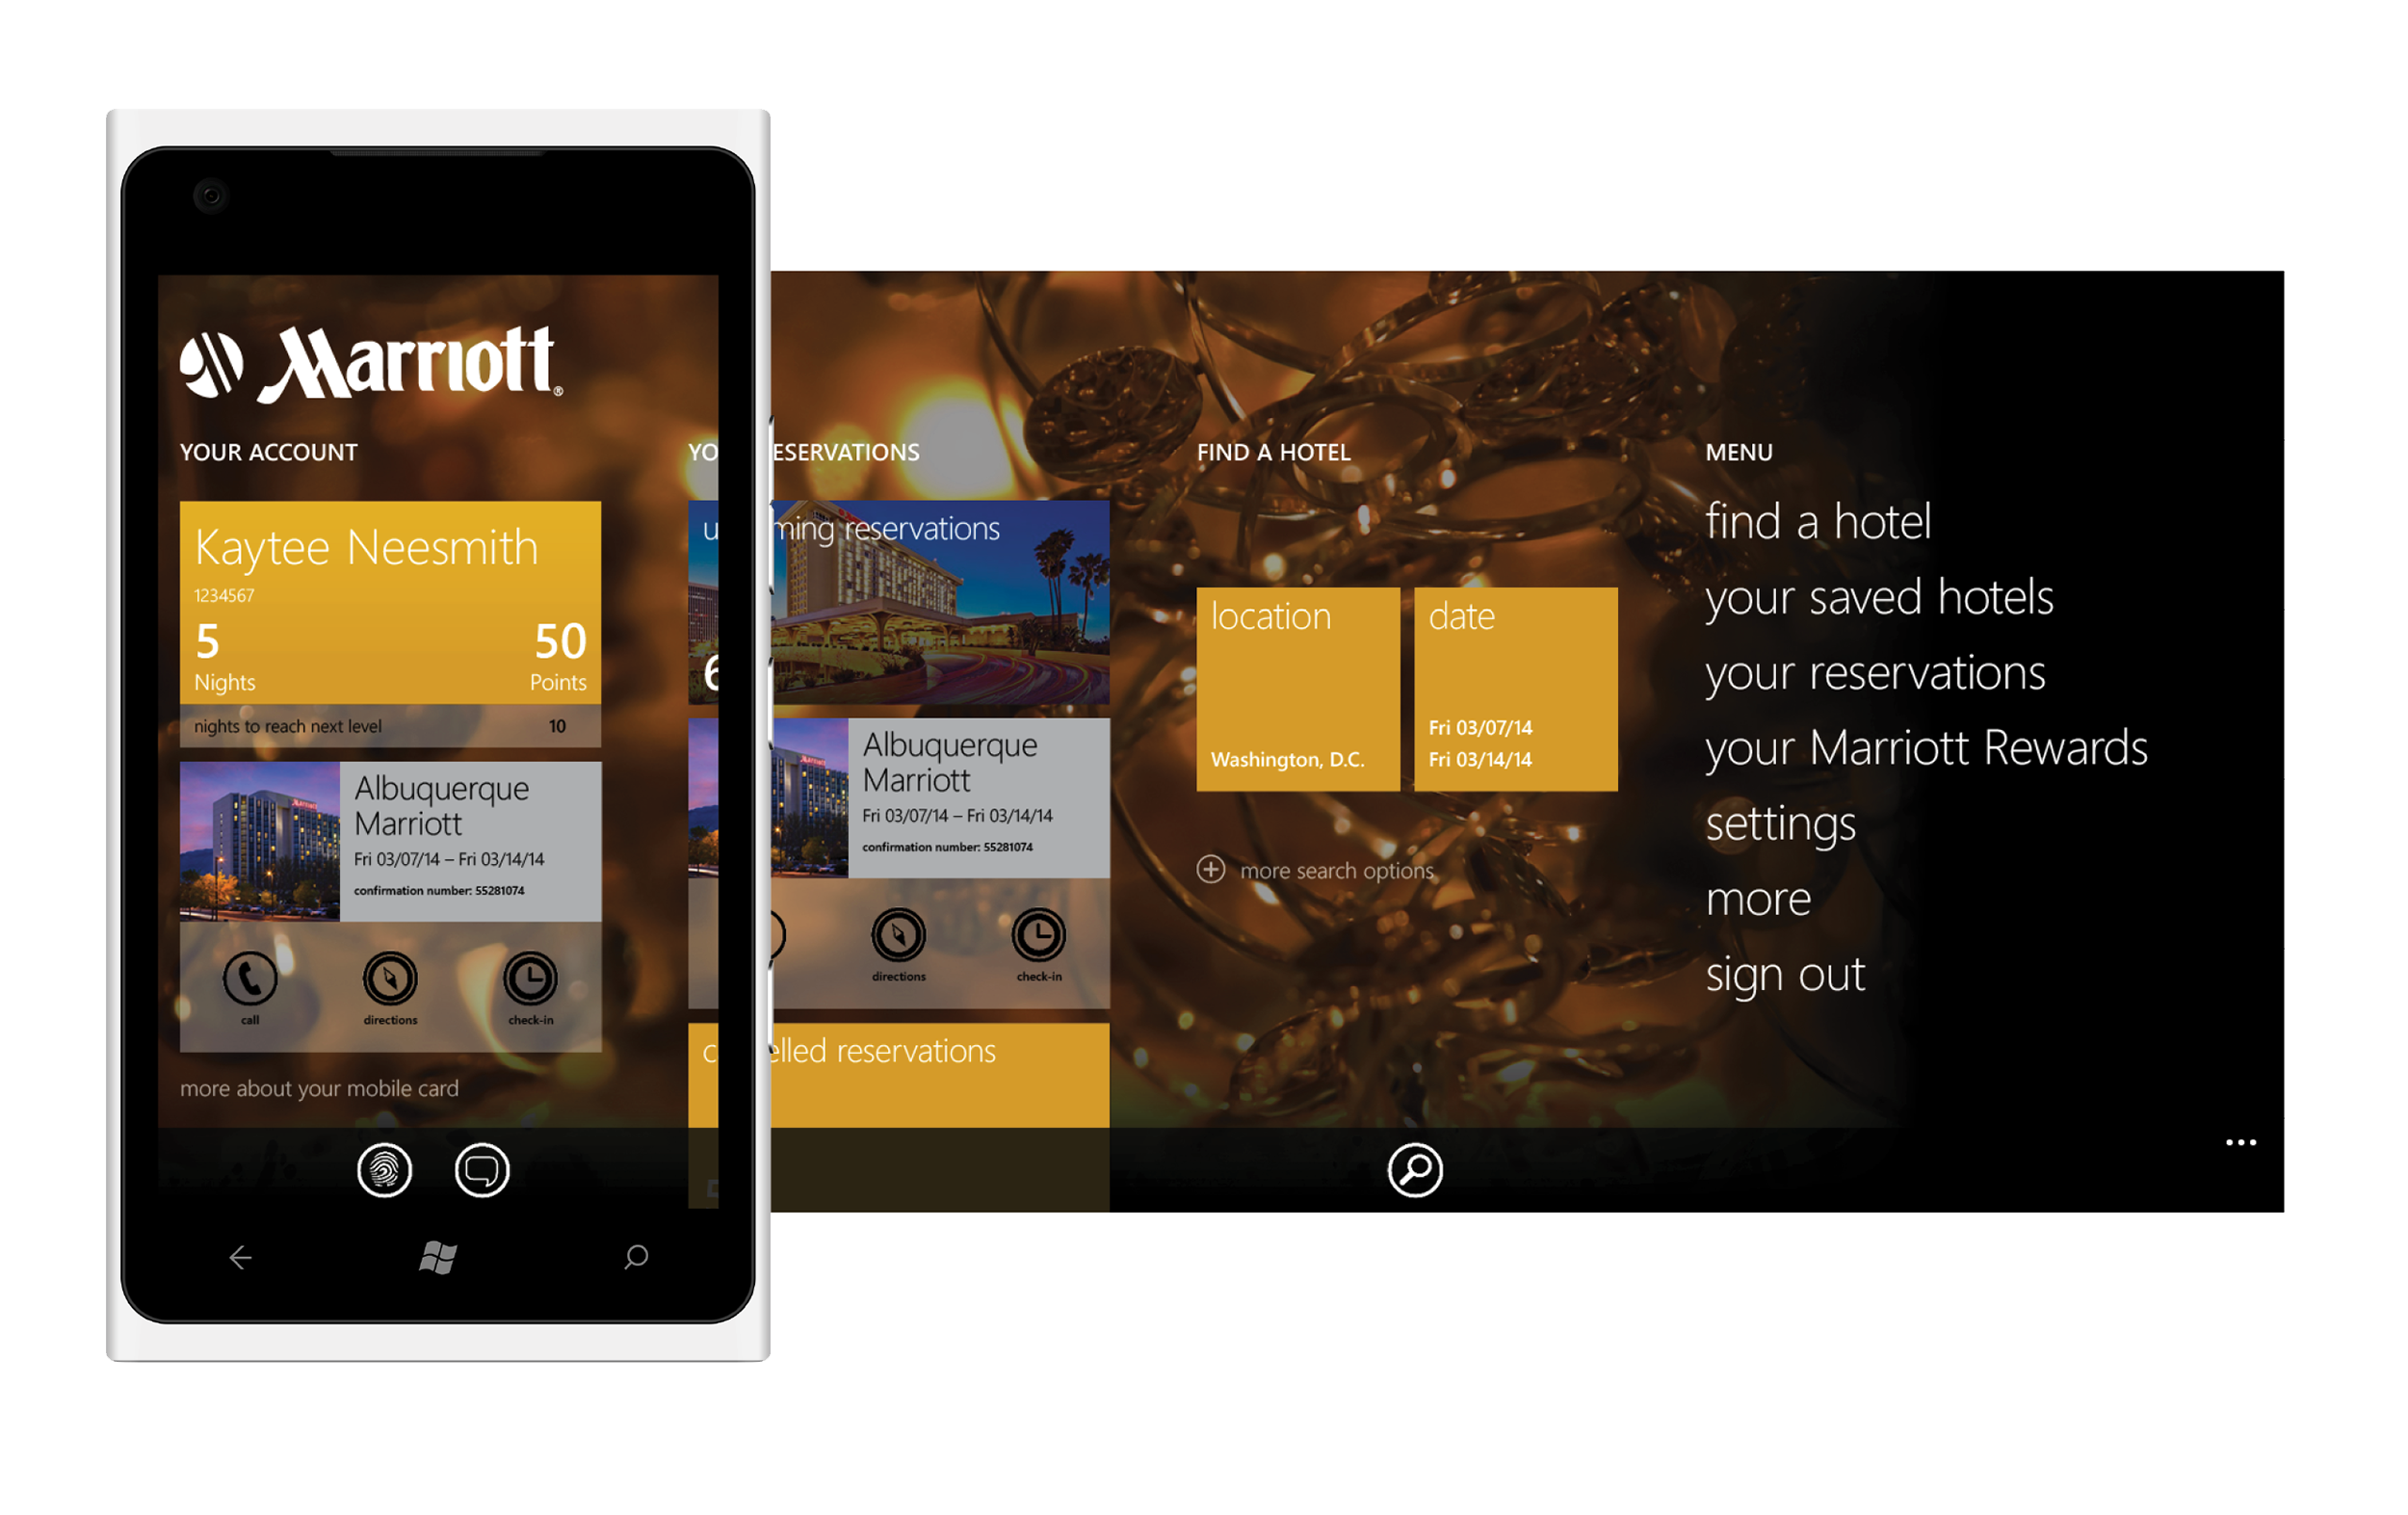 Marriott®
YOUR ACCOUNT
Kaytee Neesmith
1234567
5
50
Nights
Points
nights to reach next level 10
Albuquerque
Marriott
Fri 03/07/14 – Fri 03/14/14
confirmation number: 55281074
call
directions
check-in
more about your mobile card
YO ESERVATIONS
u ming reservations
6
Albuquerque
Marriott
Fri 03/07/14 – Fri 03/14/14
confirmation number: 55281074
directions
check-in
c elled reservations
FIND A HOTEL
location
Washington, D.C.
date
Fri 03/07/14
Fri 03/14/14
more search options
MENU
find a hotel
your saved hotels
your reservations
your Marriott Rewards
settings
more
sign out